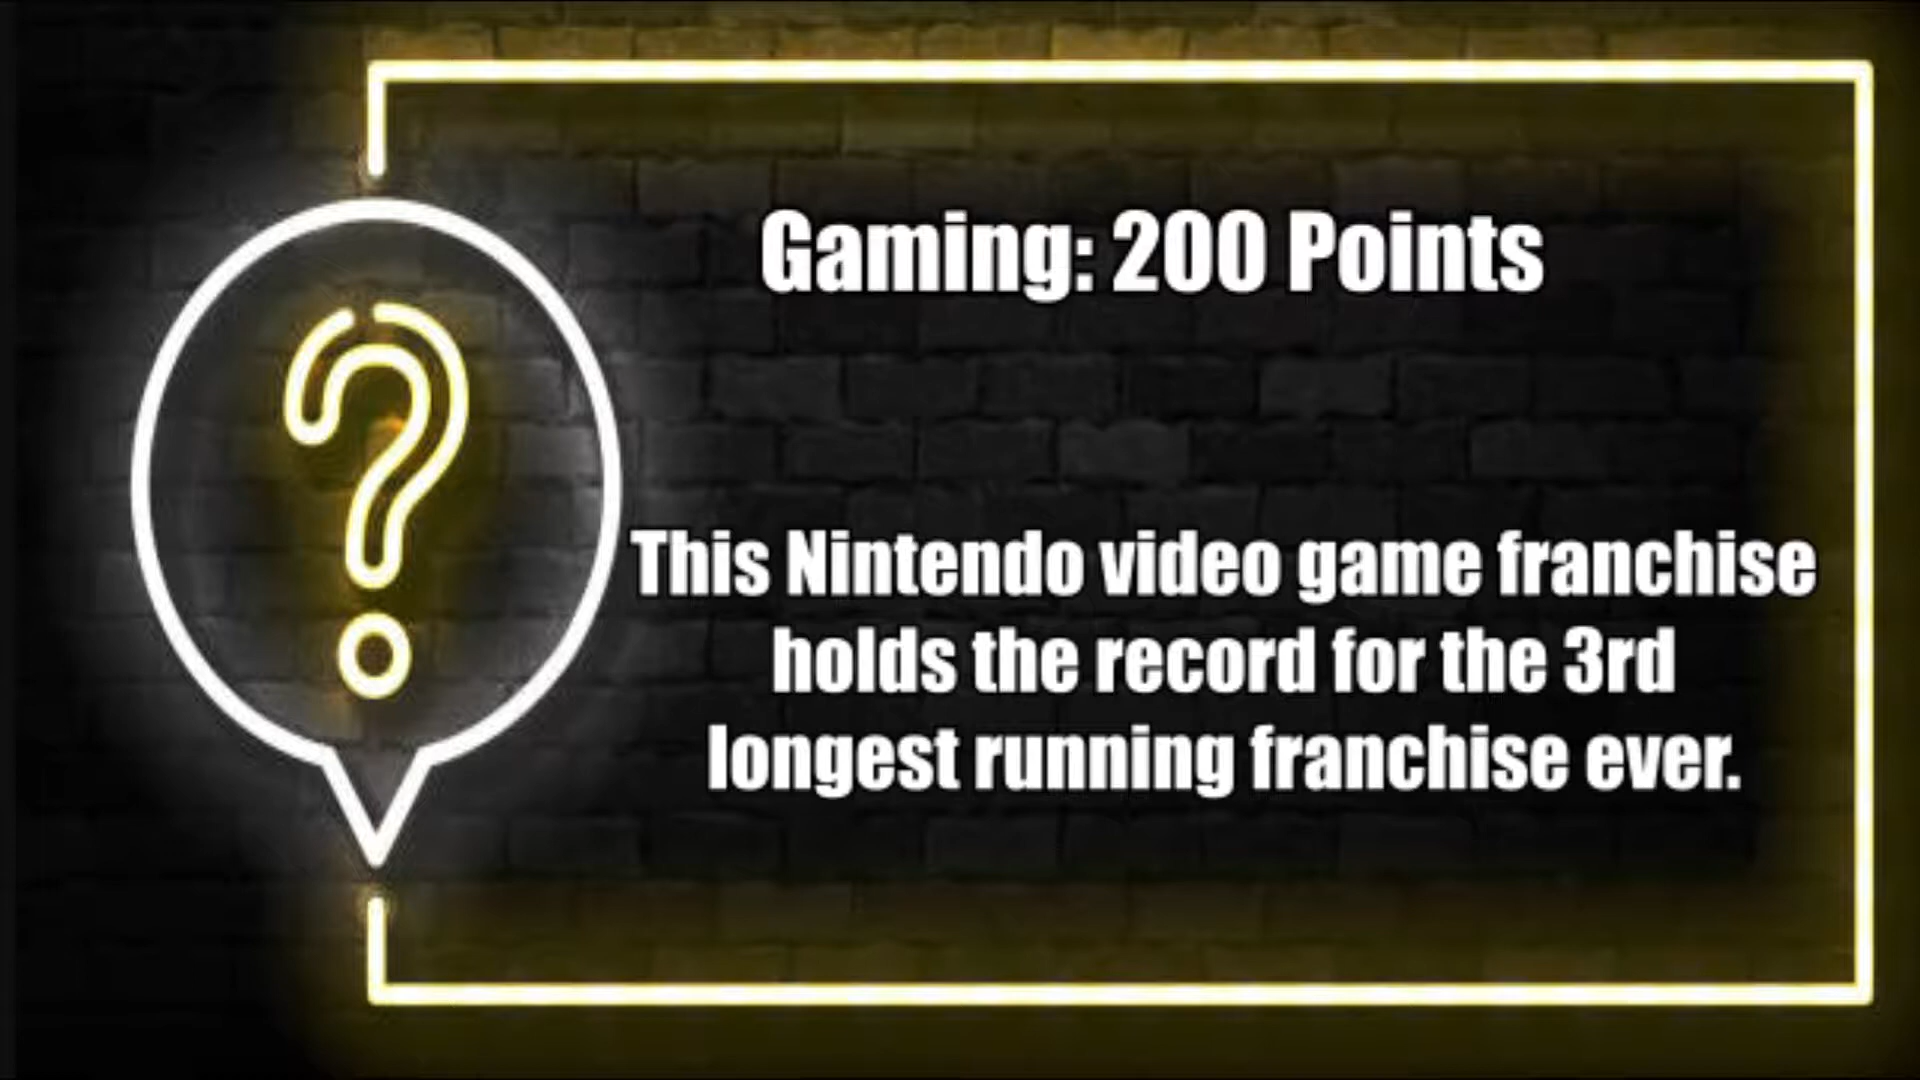 Gaming: 200 Points
This Nintendo video game franchise
holds the record for the 3rd
longest running franchise ever.